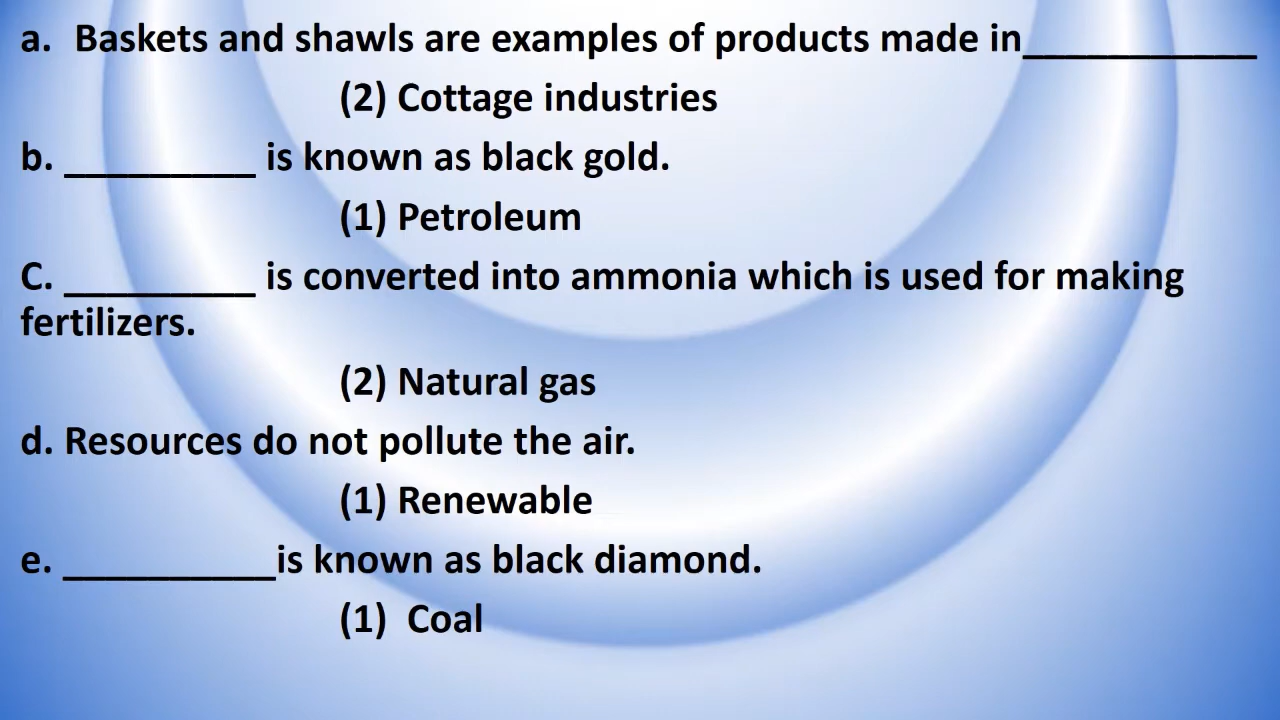 a. Baskets and shawls are examples of products made in___________
(2) Cottage industries
b. _________ is known as black gold.
(1) Petroleum
C. _________ is converted into ammonia which is used for making
fertilizers.
(2) Natural gas
d. Resources do not pollute the air.
(1) Renewable
e. __________is known as black diamond.
(1) Coal